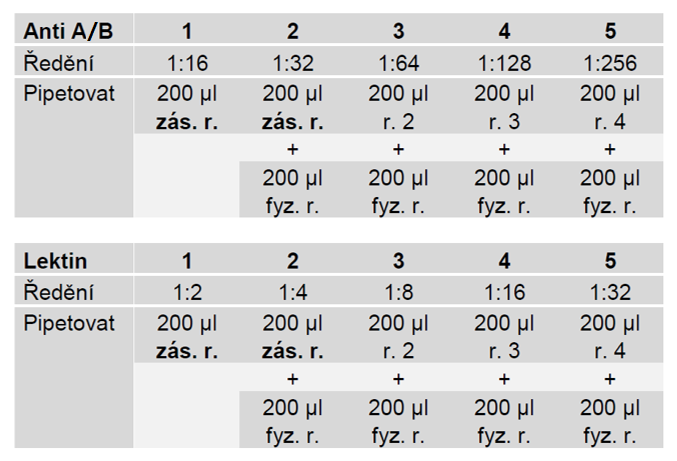 Anti A/B 1 2 3 4 5
Ředění 1:16 1:32 1:64 1:128 1:256
Pipetovat 200 µl 200 µl 200 µl 200 µl 200 µl
zás. r. zás. r. r. 2 r. 3 r. 4
+ + + +
200 µl 200 µl 200 µl 200 µl
fyz. r. fyz. r. fyz. r. fyz. r.
Lektin 1 2 3 4 5
Ředění 1:2 1:4 1:8 1:16 1:32
Pipetovat 200 µl 200 µl 200 µl 200 µl 200 µl
zás. r. zás. r. r. 2 r. 3 r. 4
+ + + +
200 µl 200 µl 200 µl 200 µl
fyz. r. fyz. r. fyz. r. fyz. r.